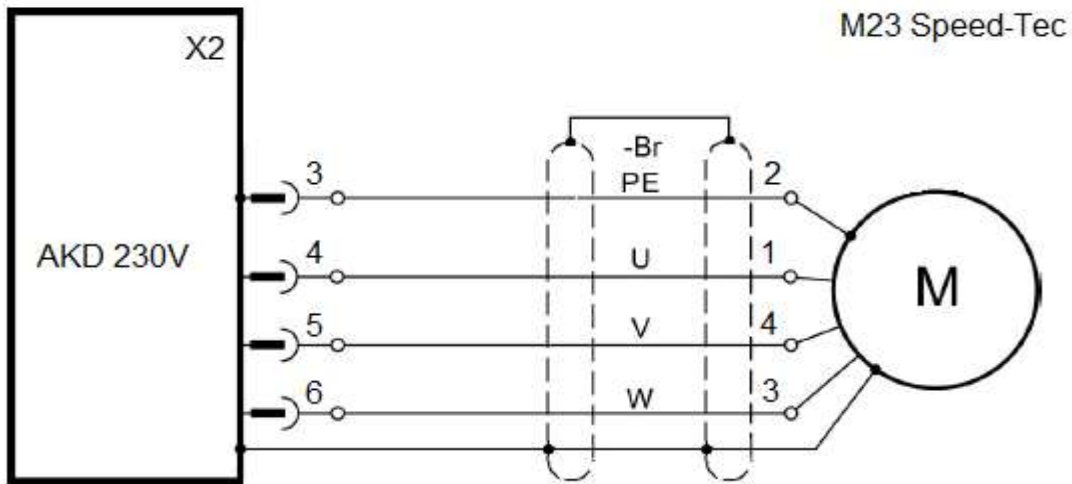 M23 Speed-Tec
X2
-Br
3 PE 2
AKD 230V
4 U 1
M
5 V 4
6 W 3